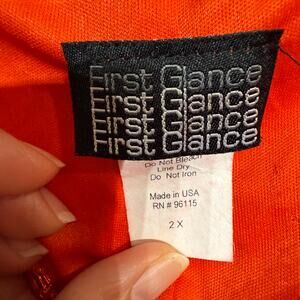 First Glance
First Glance
First Glance
First Glance
Do Not Bleach
Line Dry
Do Not Iron
Made in USA
RN # 96115
2 X